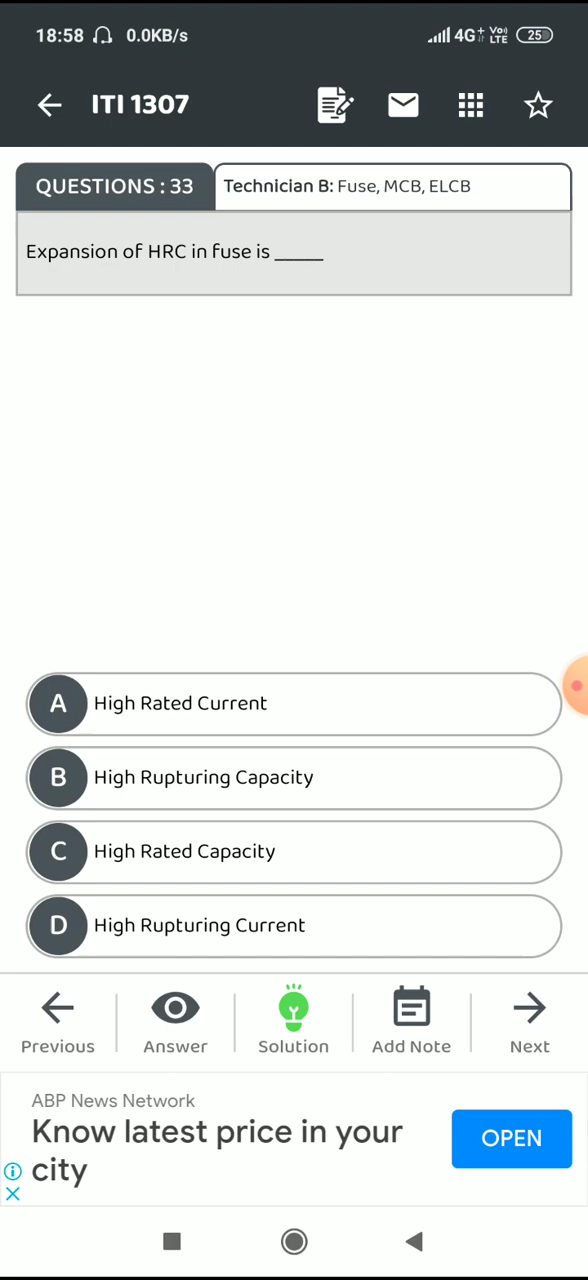 18:58 0.0KB/s 4G+ Vo) LTE 25
ITI 1307
QUESTIONS : 33 Technician B: Fuse, MCB, ELCB
Expansion of HRC in fuse is _____
A High Rated Current
B High Rupturing Capacity
C High Rated Capacity
D High Rupturing Current
Previous Answer Solution Add Note Next
ABP News Network
Know latest price in your
city
OPEN